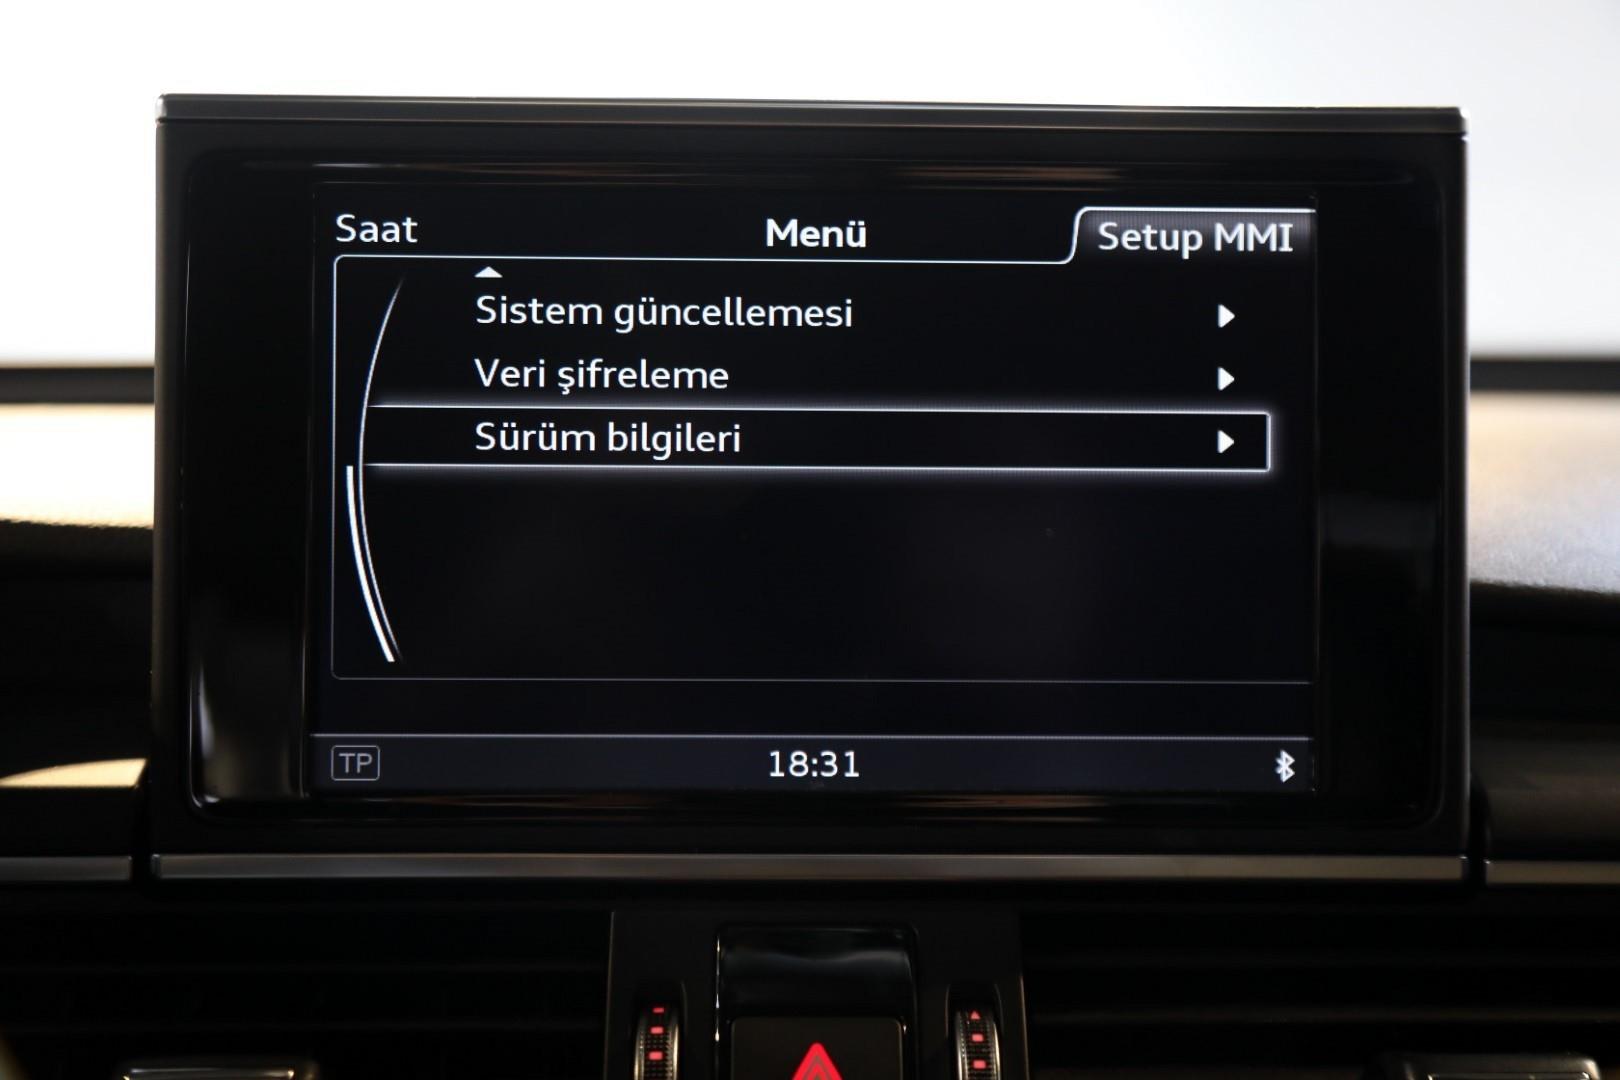 Saat Menü Setup MMI
Sistem güncellemesi
Veri şifreleme
Sürüm bilgileri
TP 18:31